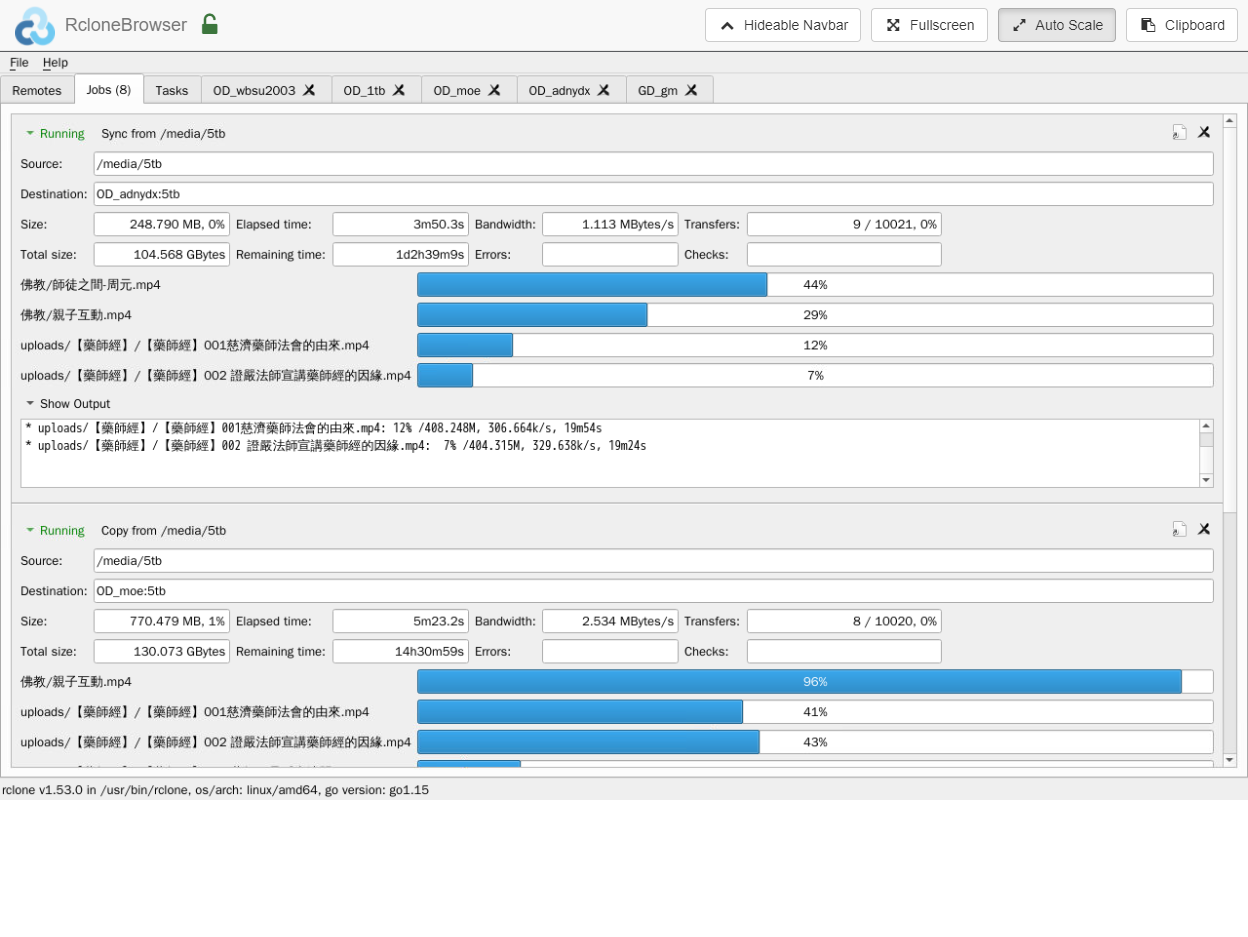 RcloneBrowser Hideable Navbar Fullscreen Auto Scale Clipboard
File Help
Remotes Jobs (8) Tasks OD_wbsu2003 OD_1tb OD_moe OD_adnydx GD_gm
Running Sync from /media/5tb
Source: /media/5tb
Destination: OD_adnydx:5tb
Size: 248.790 MB, 0% Elapsed time: 3m50.3s Bandwidth: 1.113 MBytes/s Transfers: 9 / 10021, 0%
Total size: 104.568 GBytes Remaining time: 1d2h39m9s Errors: Checks:
佛教/師徒之間-周元.mp4 44%
佛教/親子互動.mp4 29%
uploads/【藥師經】/【藥師經】001慈濟藥師法會的由來.mp4 12%
uploads/【藥師經】/【藥師經】002 證嚴法師宣講藥師經的因緣.mp4 7%
Show Output
* uploads/【藥師經】/【藥師經】001慈濟藥師法會的由來.mp4: 12% /408.248M, 306.664k/s, 19m54s
* uploads/【藥師經】/【藥師經】002 證嚴法師宣講藥師經的因緣.mp4:  7% /404.315M, 329.638k/s, 19m24s
Running Copy from /media/5tb
Source: /media/5tb
Destination: OD_moe:5tb
Size: 770.479 MB, 1% Elapsed time: 5m23.2s Bandwidth: 2.534 MBytes/s Transfers: 8 / 10020, 0%
Total size: 130.073 GBytes Remaining time: 14h30m59s Errors: Checks:
佛教/親子互動.mp4 96%
uploads/【藥師經】/【藥師經】001慈濟藥師法會的由來.mp4 41%
uploads/【藥師經】/【藥師經】002 證嚴法師宣講藥師經的因緣.mp4 43%
rclone v1.53.0 in /usr/bin/rclone, os/arch: linux/amd64, go version: go1.15